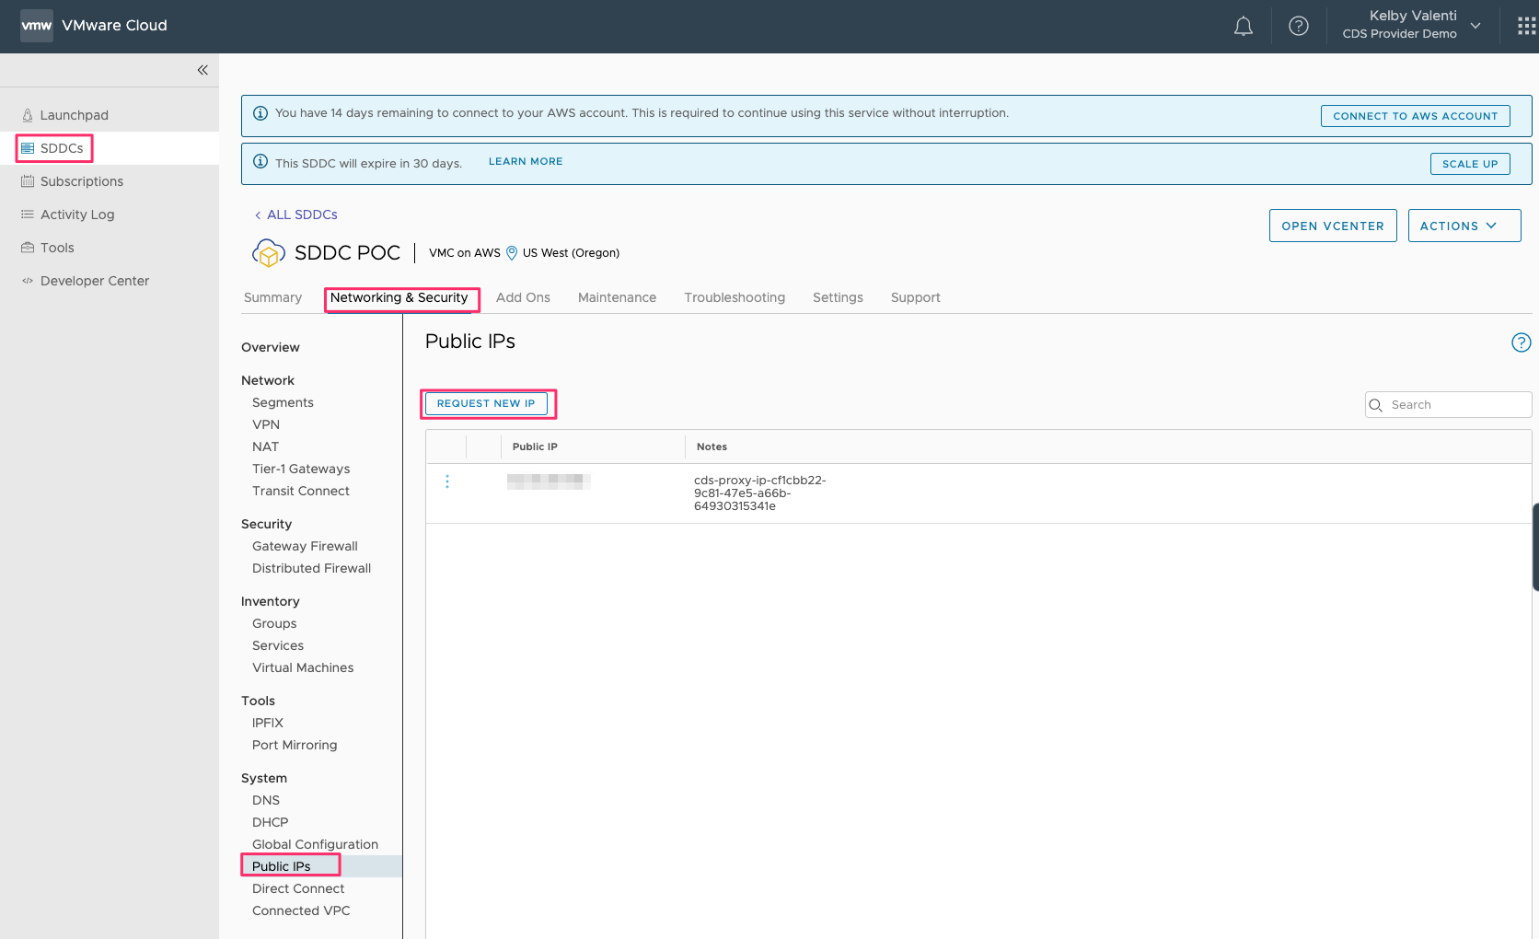 vmw VMware Cloud
Kelby Valenti
CDS Provider Demo
Launchpad
SDDCs
Subscriptions
Activity Log
Tools
Developer Center
You have 14 days remaining to connect to your AWS account. This is required to continue using this service without interruption.
CONNECT TO AWS ACCOUNT
This SDDC will expire in 30 days. LEARN MORE
SCALE UP
ALL SDDCs
SDDC POC VMC on AWS US West (Oregon)
OPEN VCENTER
ACTIONS
Summary Networking & Security Add Ons Maintenance Troubleshooting Settings Support
Overview
Network
Segments
VPN
NAT
Tier-1 Gateways
Transit Connect
Security
Gateway Firewall
Distributed Firewall
Inventory
Groups
Services
Virtual Machines
Tools
IPFIX
Port Mirroring
System
DNS
DHCP
Global Configuration
Public IPs
Direct Connect
Connected VPC
Public IPs
REQUEST NEW IP
Search
Public IP Notes
cds-proxy-ip-cf1cbb22-
9c81-47e5-a66b-
64930315341e